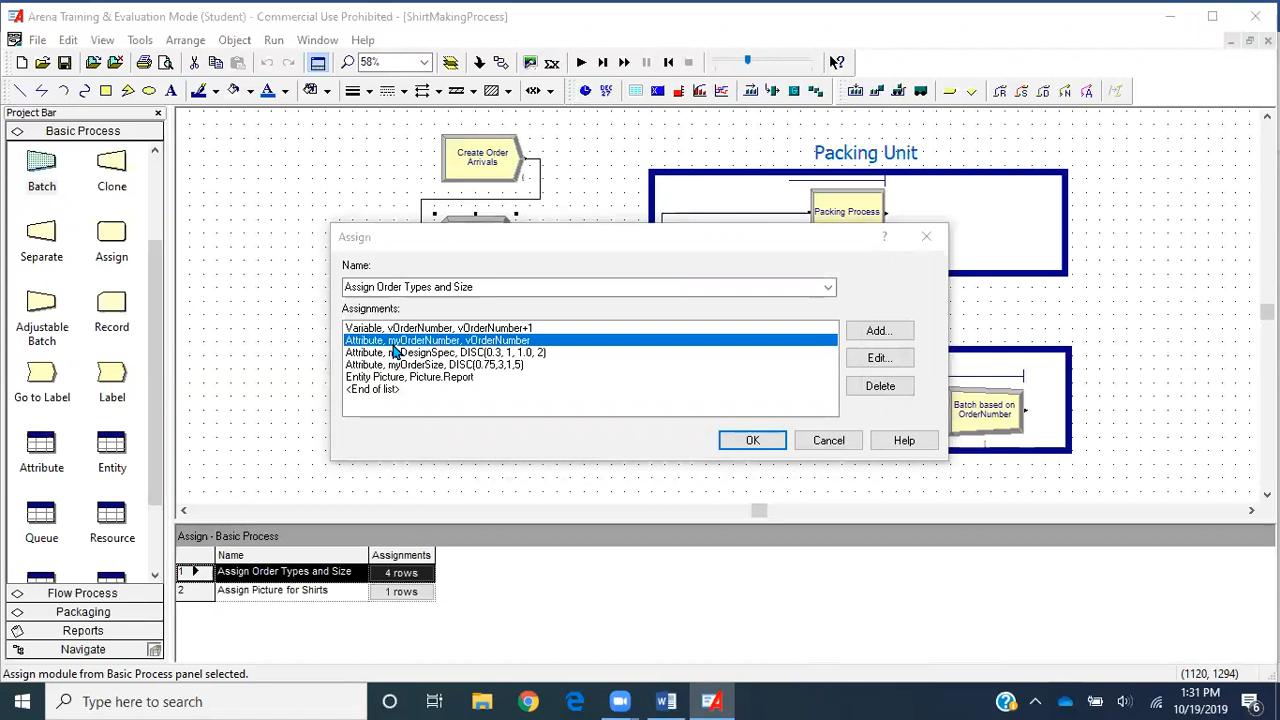 Arena Training & Evaluation Mode (Student) - Commercial Use Prohibited - [ShirtMakingProcess]
File Edit View Tools Arrange Object Run Window Help
58%
Project Bar
Basic Process
Batch Clone
Separate Assign
Adjustable Batch Record
Go to Label Label
Attribute Entity
Queue Resource
Flow Process
Packaging
Reports
Navigate
Create Order
Arrivals
Packing Unit
Packing Process
Batch based on
OrderNumber
Assign
Name:
Assign Order Types and Size
Assignments:
Variable, vOrderNumber, vOrderNumber+1
Attribute, myOrderNumber, vOrderNumber
Attribute, myDesignSpec, DISC(0.3, 1, 1.0, 2)
Attribute, myOrderSize, DISC(0.75,3,1,5)
Entity Picture, Picture.Report
<End of list>
Add...
Edit...
Delete
OK Cancel Help
Assign - Basic Process
Name Assignments
1 Assign Order Types and Size 4 rows
2 Assign Picture for Shirts 1 rows
Assign module from Basic Process panel selected. (1120, 1294)
Type here to search
1:31 PM
10/19/2019
6